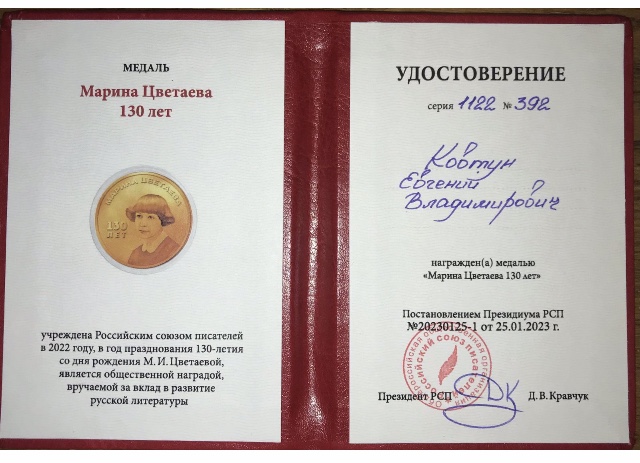 МЕДАЛЬ
Марина Цветаева
130 лет
МАРИНА ЦВЕТАЕВА
130
ЛЕТ
учреждена Российским союзом писателей
в 2022 году, в год празднования 130-летия
со дня рождения М. И. Цветаевой,
является общественной наградой,
вручаемой за вклад в развитие
русской литературы
УДОСТОВЕРЕНИЕ
серия 1122 № 392
Ковтун
Евгений
Владимирович
награжден(а) медалью
«Марина Цветаева 130 лет»
Постановлением Президиума РСП
№20230125-1 от 25.01.2023 г.
Российский союз писателей
Президент РСП Д. В. Кравчук